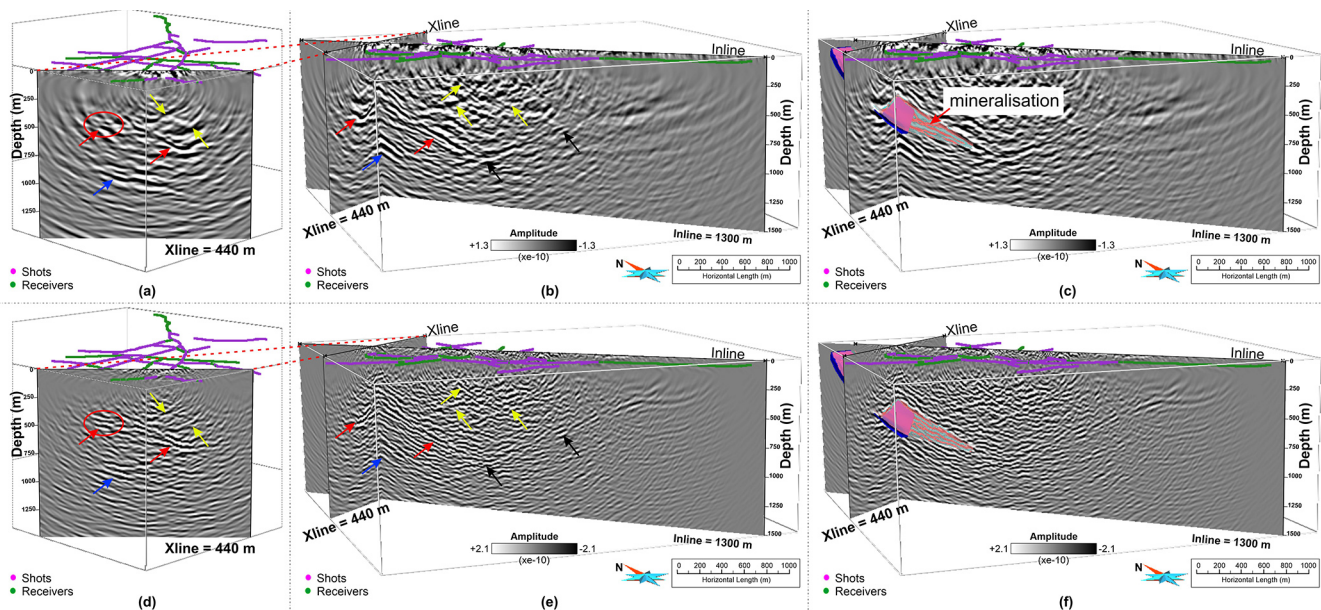 0
250
500
750
1000
1250
Depth (m)
Xline = 440 m
Shots
Receivers
(a)
Xline
Inline
0
250
500
750
1000
1250
1500
Depth (m)
Xline = 440 m
Inline = 1300 m
Amplitude
+1.3 -1.3
(xe-10)
N
0 200 400 600 800 1000
Horizontal Length (m)
Shots
Receivers
(b)
Xline
Inline
mineralisation
0
250
500
750
1000
1250
1500
Depth (m)
Xline = 440 m
Inline = 1300 m
Amplitude
+1.3 -1.3
(xe-10)
N
0 200 400 600 800 1000
Horizontal Length (m)
Shots
Receivers
(c)
0
250
500
750
1000
1250
Depth (m)
Xline = 440 m
Shots
Receivers
(d)
Xline
Inline
0
250
500
750
1000
1250
1500
Depth (m)
Xline = 440 m
Inline = 1300 m
Amplitude
+2.1 -2.1
(xe-10)
N
0 200 400 600 800 1000
Horizontal Length (m)
Shots
Receivers
(e)
Xline
Inline
0
250
500
750
1000
1250
1500
Depth (m)
Xline = 440 m
Inline = 1300 m
Amplitude
+2.1 -2.1
(xe-10)
N
0 200 400 600 800 1000
Horizontal Length (m)
Shots
Receivers
(f)